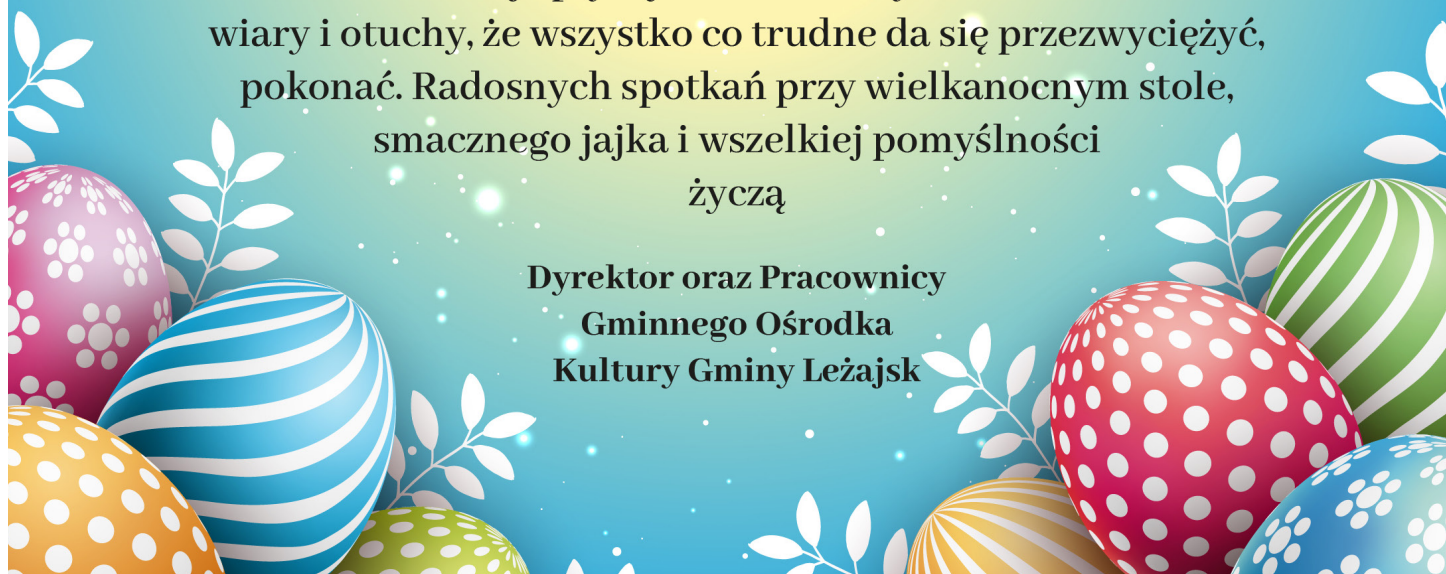 wiary i otuchy, że wszystko co trudne da się przezwyciężyć,
pokonać. Radosnych spotkań przy wielkanocnym stole,
smacznego jajka i wszelkiej pomyślności
życzą
Dyrektor oraz Pracownicy
Gminnego Ośrodka
Kultury Gminy Leżajsk